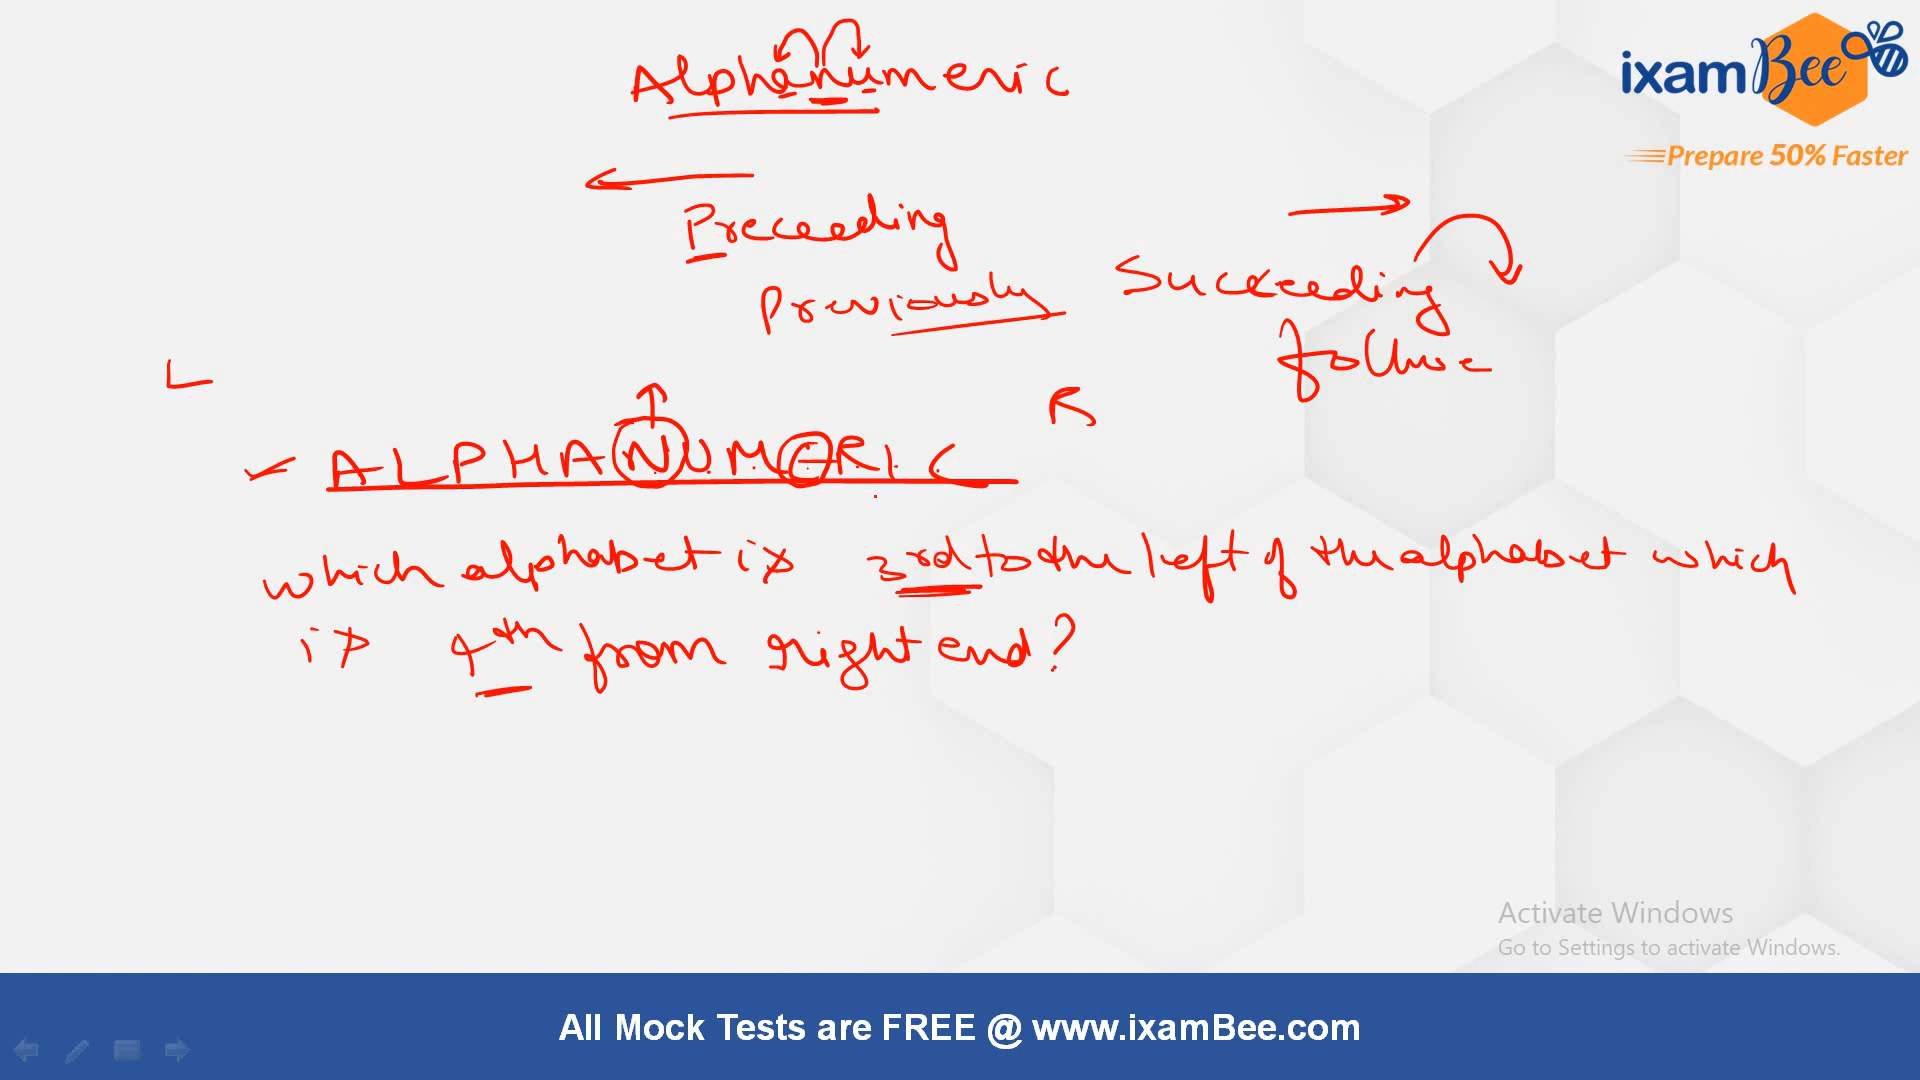 Alphanumeric
ixamBee
Prepare 50% Faster
Preceeding
Previously
Succeeding
L
R
ALPHANUMERIC
which alphabet is 3rd to the left of the alphabet which
is 4th from right end?
Activate Windows
Go to Settings to activate Windows.
All Mock Tests are FREE @ www.ixamBee.com